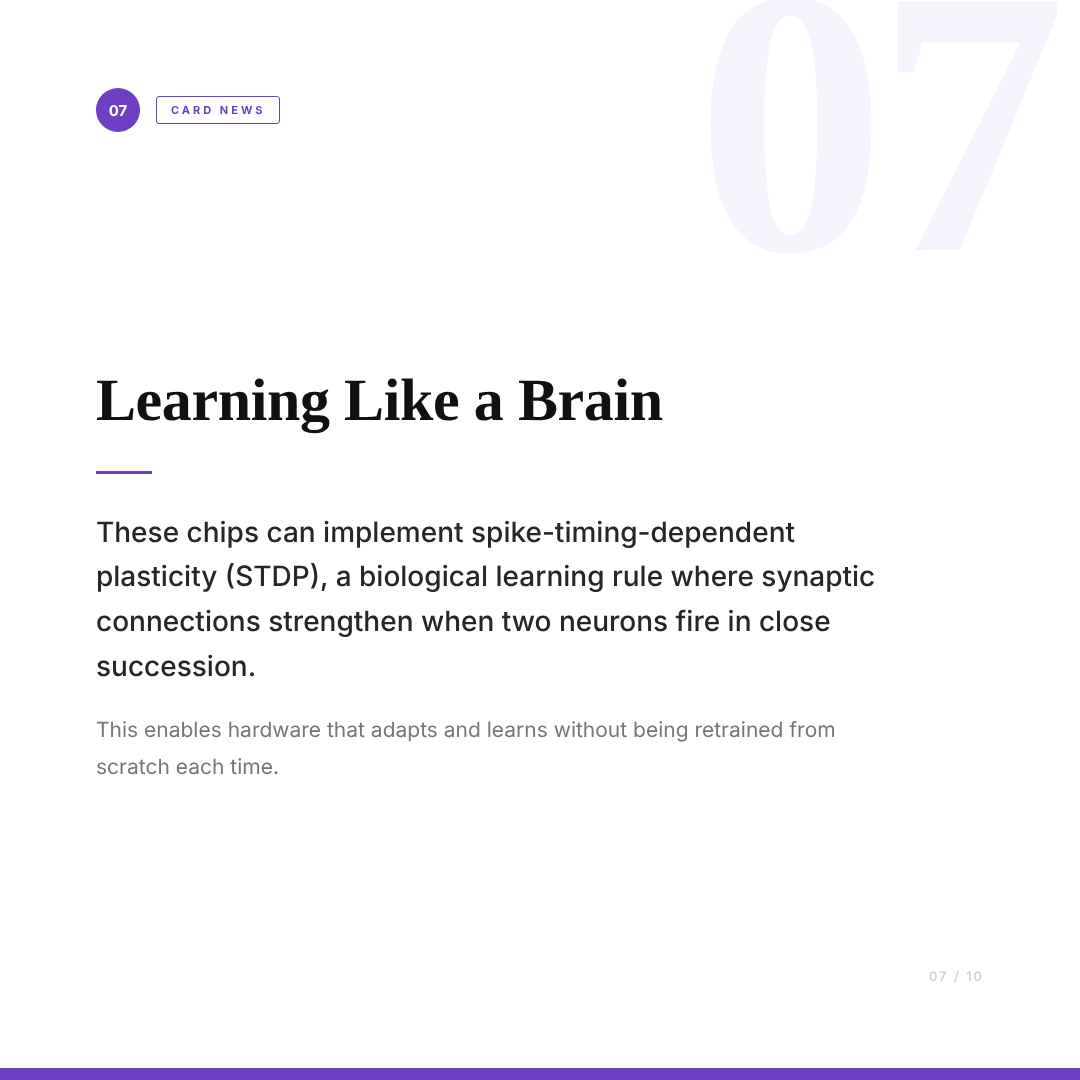 07
07
CARD NEWS
Learning Like a Brain
These chips can implement spike-timing-dependent
plasticity (STDP), a biological learning rule where synaptic
connections strengthen when two neurons fire in close
succession.
This enables hardware that adapts and learns without being retrained from
scratch each time.
07 / 10